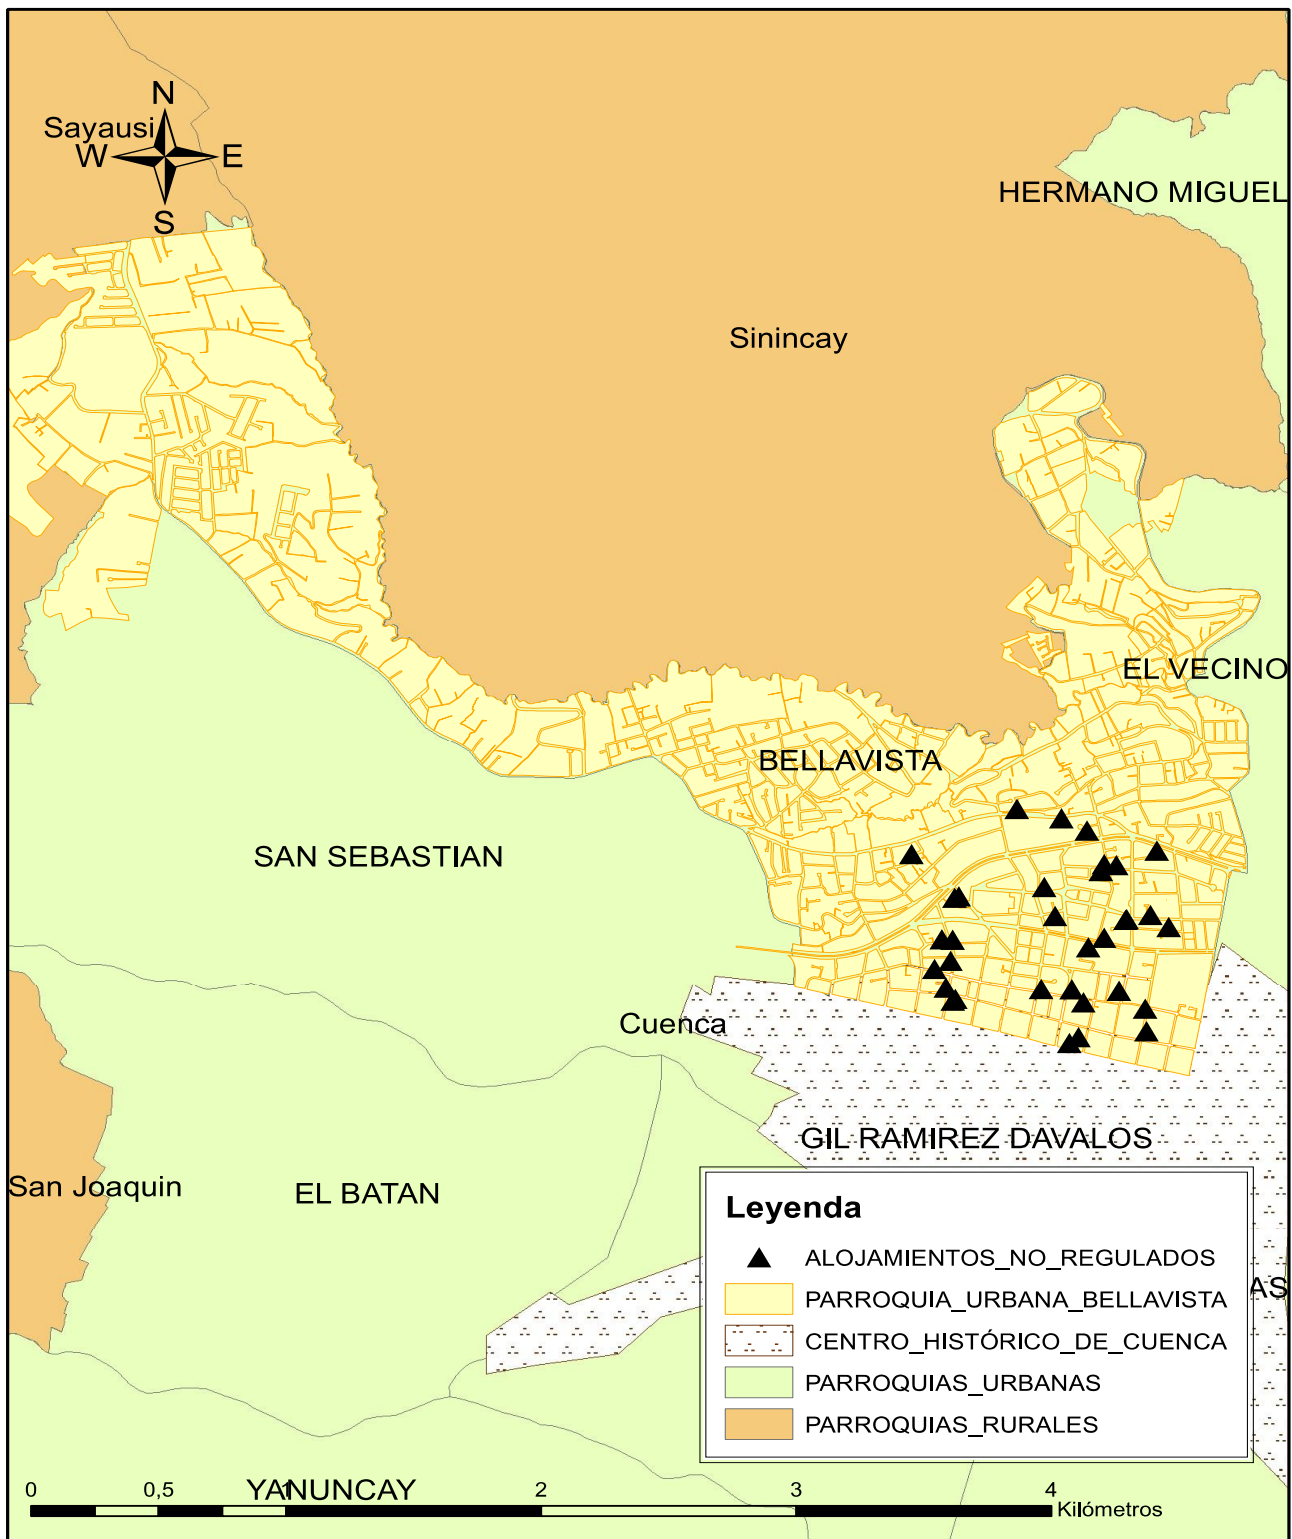 N
Sayausi
W
E
S
HERMANO MIGUEL
Sinincay
EL VECINO
BELLAVISTA
SAN SEBASTIAN
Cuenca
GIL RAMIREZ DAVALOS
San Joaquin
EL BATAN
Leyenda
ALOJAMIENTOS_NO_REGULADOS
PARROQUIA_URBANA_BELLAVISTA
AS
CENTRO_HISTÓRICO_DE_CUENCA
PARROQUIAS_URBANAS
PARROQUIAS_RURALES
YANUNCAY
0 0,5 1 2 3 4
Kilómetros